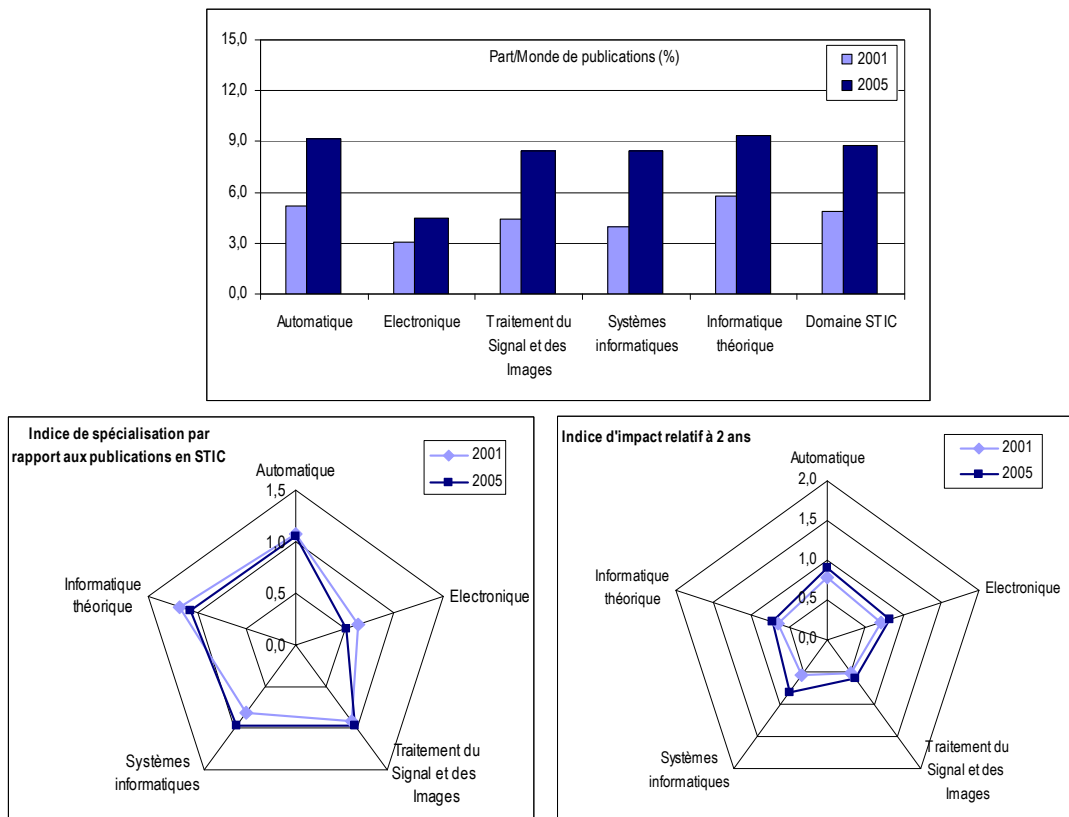 Part/Monde de publications (%)
2001
2005
15,0
12,0
9,0
6,0
3,0
0,0
Automatique
Electronique
Traitement du
Signal et des
Images
Systèmes
informatiques
Informatique
théorique
Domaine STIC
Indice de spécialisation par
rapport aux publications en STIC
2001
2005
Automatique
1,5
1,0
0,5
0,0
Electronique
Traitement du
Signal et des
Images
Systèmes
informatiques
Informatique
théorique
Indice d'impact relatif à 2 ans
2001
2005
Automatique
2,0
1,5
1,0
0,5
0,0
Electronique
Traitement du
Signal et des
Images
Systèmes
informatiques
Informatique
théorique